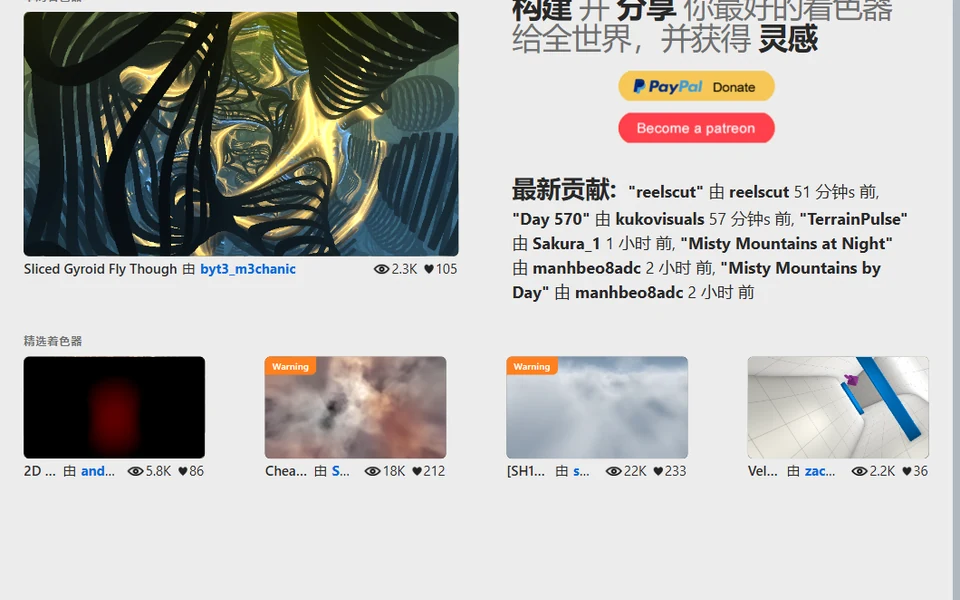 构建 并 分享 你最好的着色器
给全世界，并获得 灵感
PayPal Donate
Become a patreon
最新贡献: "reelscut" 由 reelscut 51 分钟s 前,
"Day 570" 由 kukovisuals 57 分钟s 前, "TerrainPulse"
由 Sakura_1 1 小时 前, "Misty Mountains at Night"
由 manhbeo8adc 2 小时 前, "Misty Mountains by
Day" 由 manhbeo8adc 2 小时 前
Sliced Gyroid Fly Though 由 byt3_m3chanic 2.3K 105
精选着色器
Warning
Warning
2D ... 由 and... 5.8K 86
Chea... 由 S... 18K 212
[SH1... 由 s... 22K 233
Vel... 由 zac... 2.2K 36